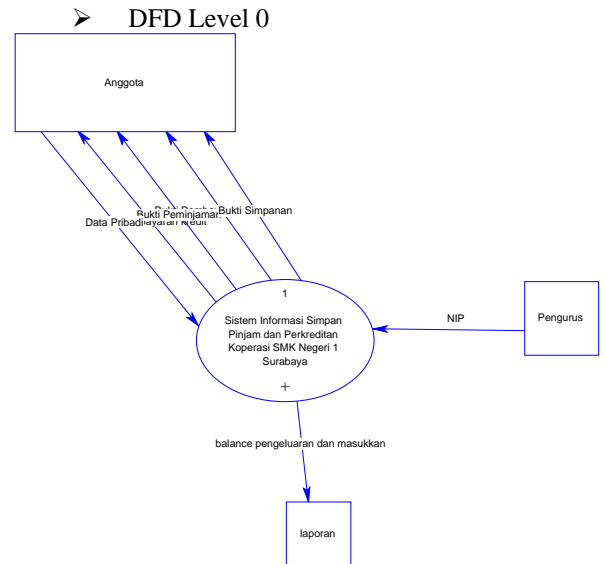 ➢ DFD Level 0
Anggota
Bukti Simpanan
Bukti Peminjaman
Data Pribadi
kredit
1
Sistem Informasi Simpan
Pinjam dan Perkreditan
Koperasi SMK Negeri 1
Surabaya
+
NIP
Pengurus
balance pengeluaran dan masukkan
laporan